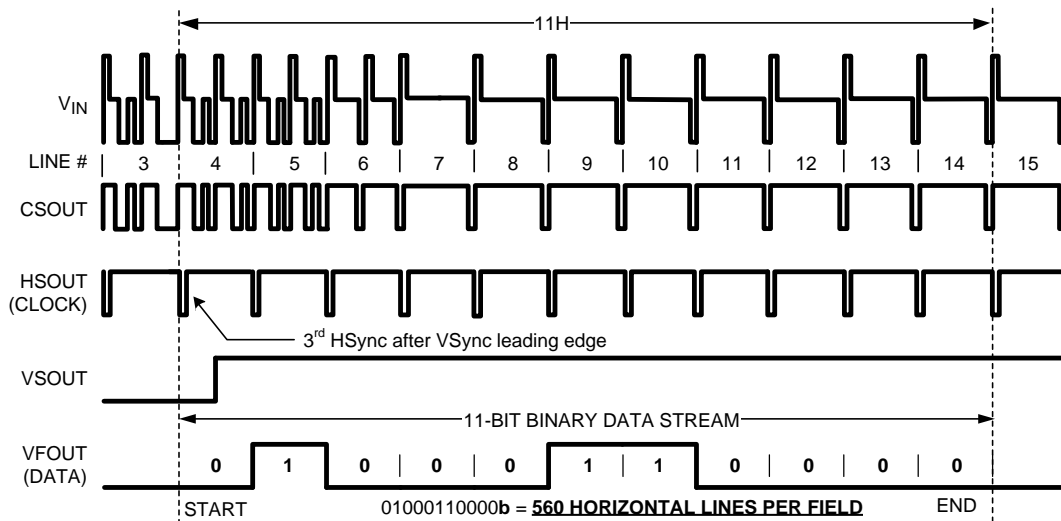 11H
VIN
LINE # | 3 | 4 | 5 | 6 | 7 | 8 | 9 | 10 | 11 | 12 | 13 | 14 | 15
CSOUT
HSOUT
(CLOCK)
3rd HSync after VSync leading edge
VSOUT
11-BIT BINARY DATA STREAM
VFOUT
(DATA)
0 1 0 | 0 | 0 1 | 1 0 | 0 | 0 | 0
START 01000110000b = 560 HORIZONTAL LINES PER FIELD END